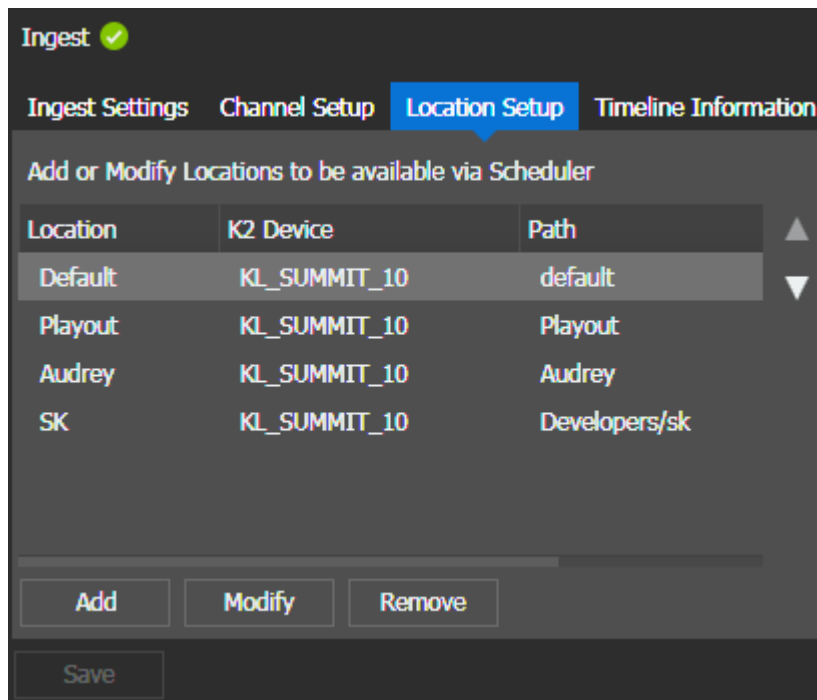 Ingest
Ingest Settings Channel Setup Location Setup Timeline Information
Add or Modify Locations to be available via Scheduler
Location K2 Device Path
Default KL_SUMMIT_10 default
Playout KL_SUMMIT_10 Playout
Audrey KL_SUMMIT_10 Audrey
SK KL_SUMMIT_10 Developers/sk
Add Modify Remove
Save